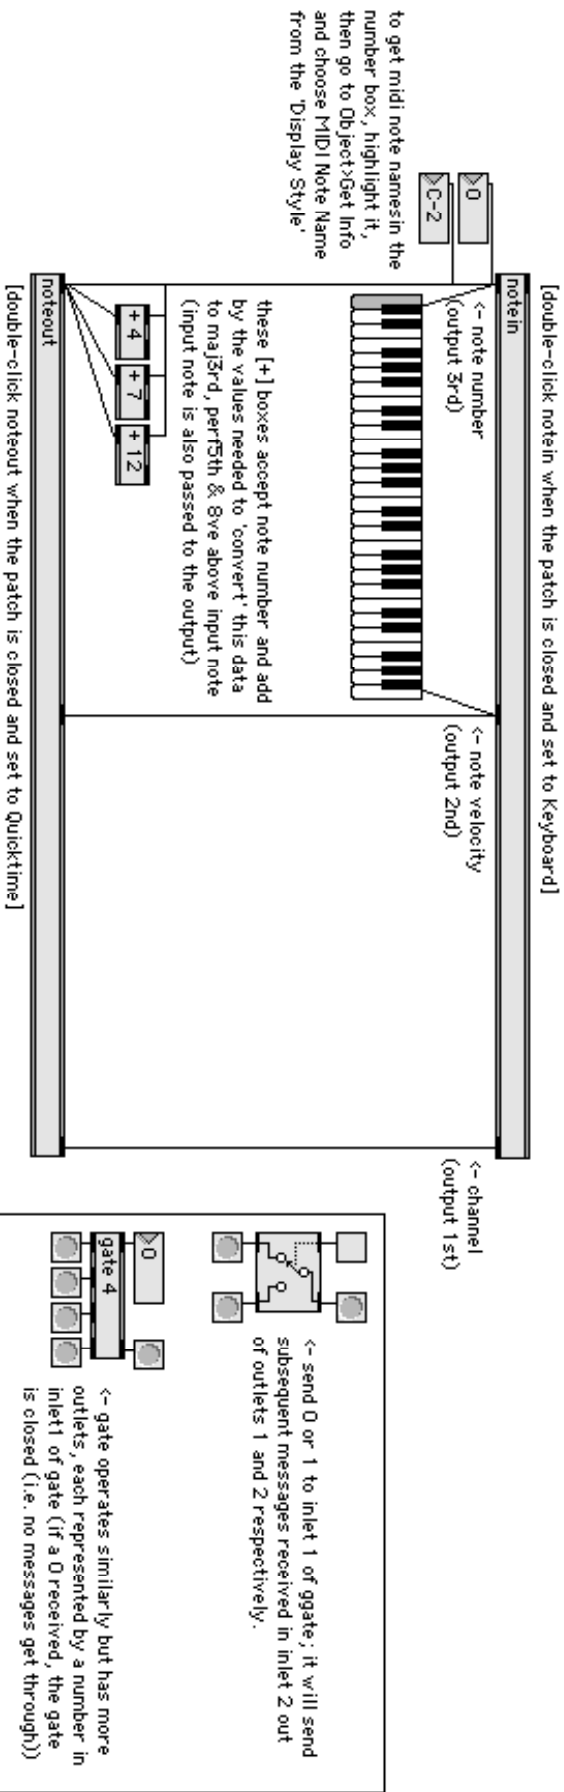 [double-click notein when the patch is closed and set to Keyboard]
notein
<- note number
(output 3rd)
<- note velocity
(output 2nd)
<- channel
(output 1st)
0
C-2
to get midi note names in the
number box, highlight it,
then go to Object>Get Info
and choose MIDI Note Name
from the 'Display Style'
these [+] boxes accept note number and add
by the values needed to 'convert' this data
to maj3rd, perf5th & 8ve above input note
(input note is also passed to the output)
+ 4
+ 7
+ 12
noteout
[double-click noteout when the patch is closed and set to Quicktime]
<- send 0 or 1 to inlet 1 of ggate; it will send
subsequent messages received in inlet 2 out
of outlets 1 and 2 respectively.
0
gate 4
<- gate operates similarly but has more
outlets, each represented by a number in
inlet1 of gate (if a 0 received, the gate
is closed (i.e. no messages get through))